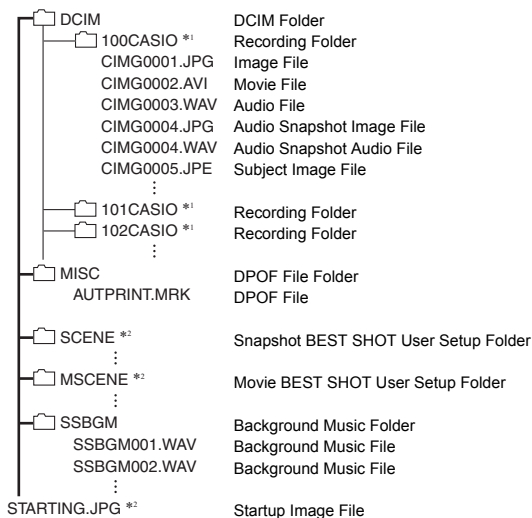 DCIM DCIM Folder
100CASIO *1 Recording Folder
CIMG0001.JPG Image File
CIMG0002.AVI Movie File
CIMG0003.WAV Audio File
CIMG0004.JPG Audio Snapshot Image File
CIMG0004.WAV Audio Snapshot Audio File
CIMG0005.JPE Subject Image File
⋮
101CASIO *1 Recording Folder
102CASIO *1 Recording Folder
⋮
MISC DPOF File Folder
AUTPRINT.MRK DPOF File
SCENE *2 Snapshot BEST SHOT User Setup Folder
⋮
MSCENE *2 Movie BEST SHOT User Setup Folder
⋮
SSBGM Background Music Folder
SSBGM001.WAV Background Music File
SSBGM002.WAV Background Music File
⋮
STARTING.JPG *2 Startup Image File